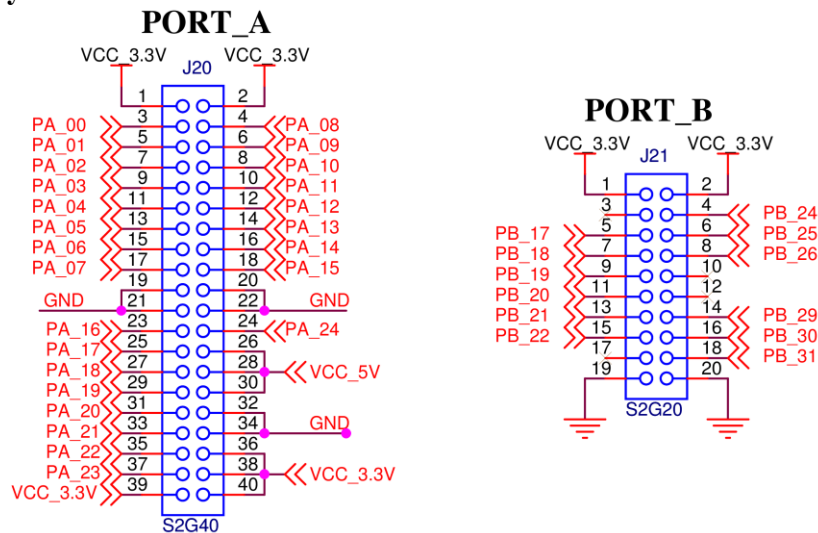 y
PORT_A
VCC_3.3V VCC_3.3V
J20
1 2
PA_00 3 4 PA_08
PA_01 5 6 PA_09
PA_02 7 8 PA_10
PA_03 9 10 PA_11
PA_04 11 12 PA_12
PA_05 13 14 PA_13
PA_06 15 16 PA_14
PA_07 17 18 PA_15
19 20
GND 21 22 GND
PA_16 23 24 PA_24
PA_17 25 26
PA_18 27 28 VCC_5V
PA_19 29 30
PA_20 31 32
PA_21 33 34 GND
PA_22 35 36
PA_23 37 38 VCC_3.3V
VCC_3.3V 39 40
S2G40
PORT_B
VCC_3.3V VCC_3.3V
J21
1 2
3 4 PB_24
PB_17 5 6 PB_25
PB_18 7 8 PB_26
PB_19 9 10
PB_20 11 12
PB_21 13 14 PB_29
PB_22 15 16 PB_30
17 18 PB_31
19 20
S2G20